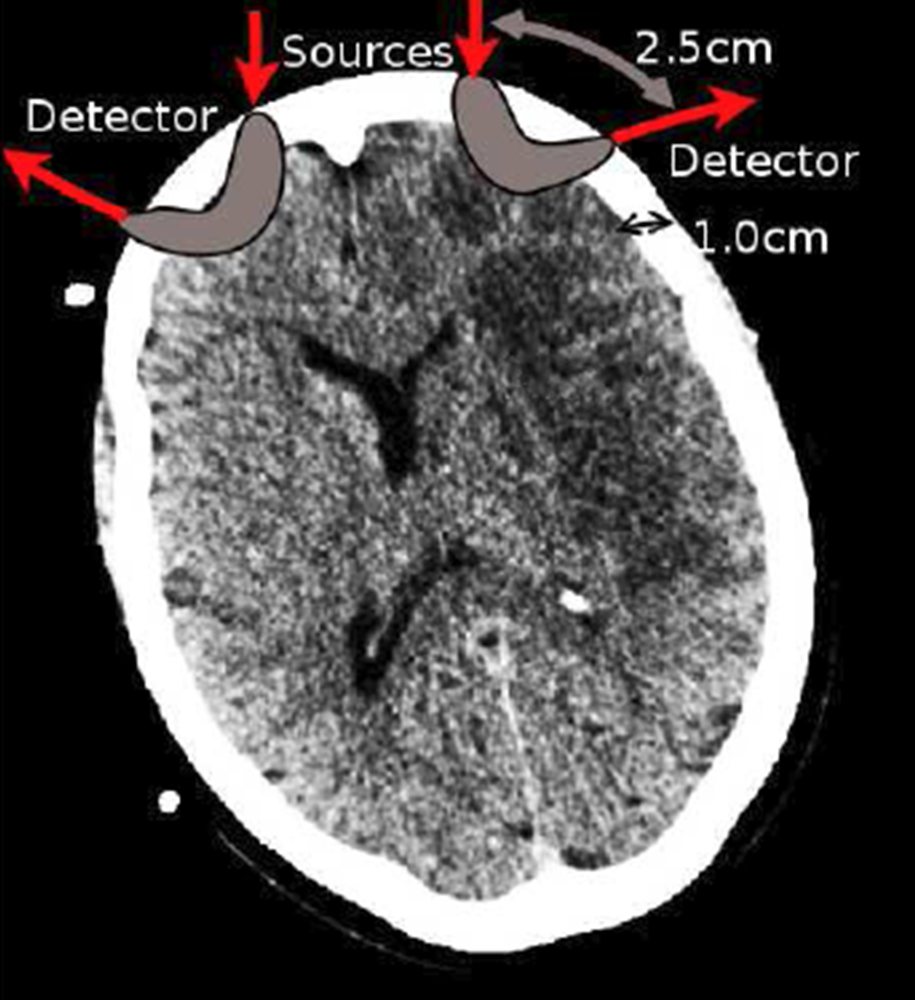 Sources
2.5cm
Detector
Detector
1.0cm